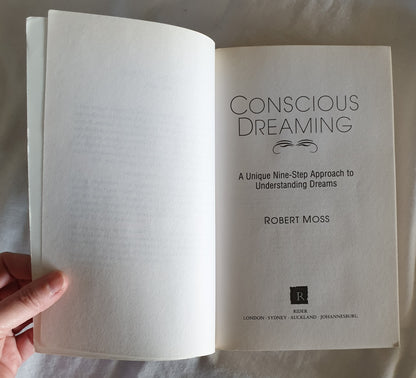 CONSCIOUS
DREAMING
A Unique Nine-Step Approach to
Understanding Dreams
ROBERT MOSS
R
RIDER
LONDON · SYDNEY · AUCKLAND · JOHANNESBURG